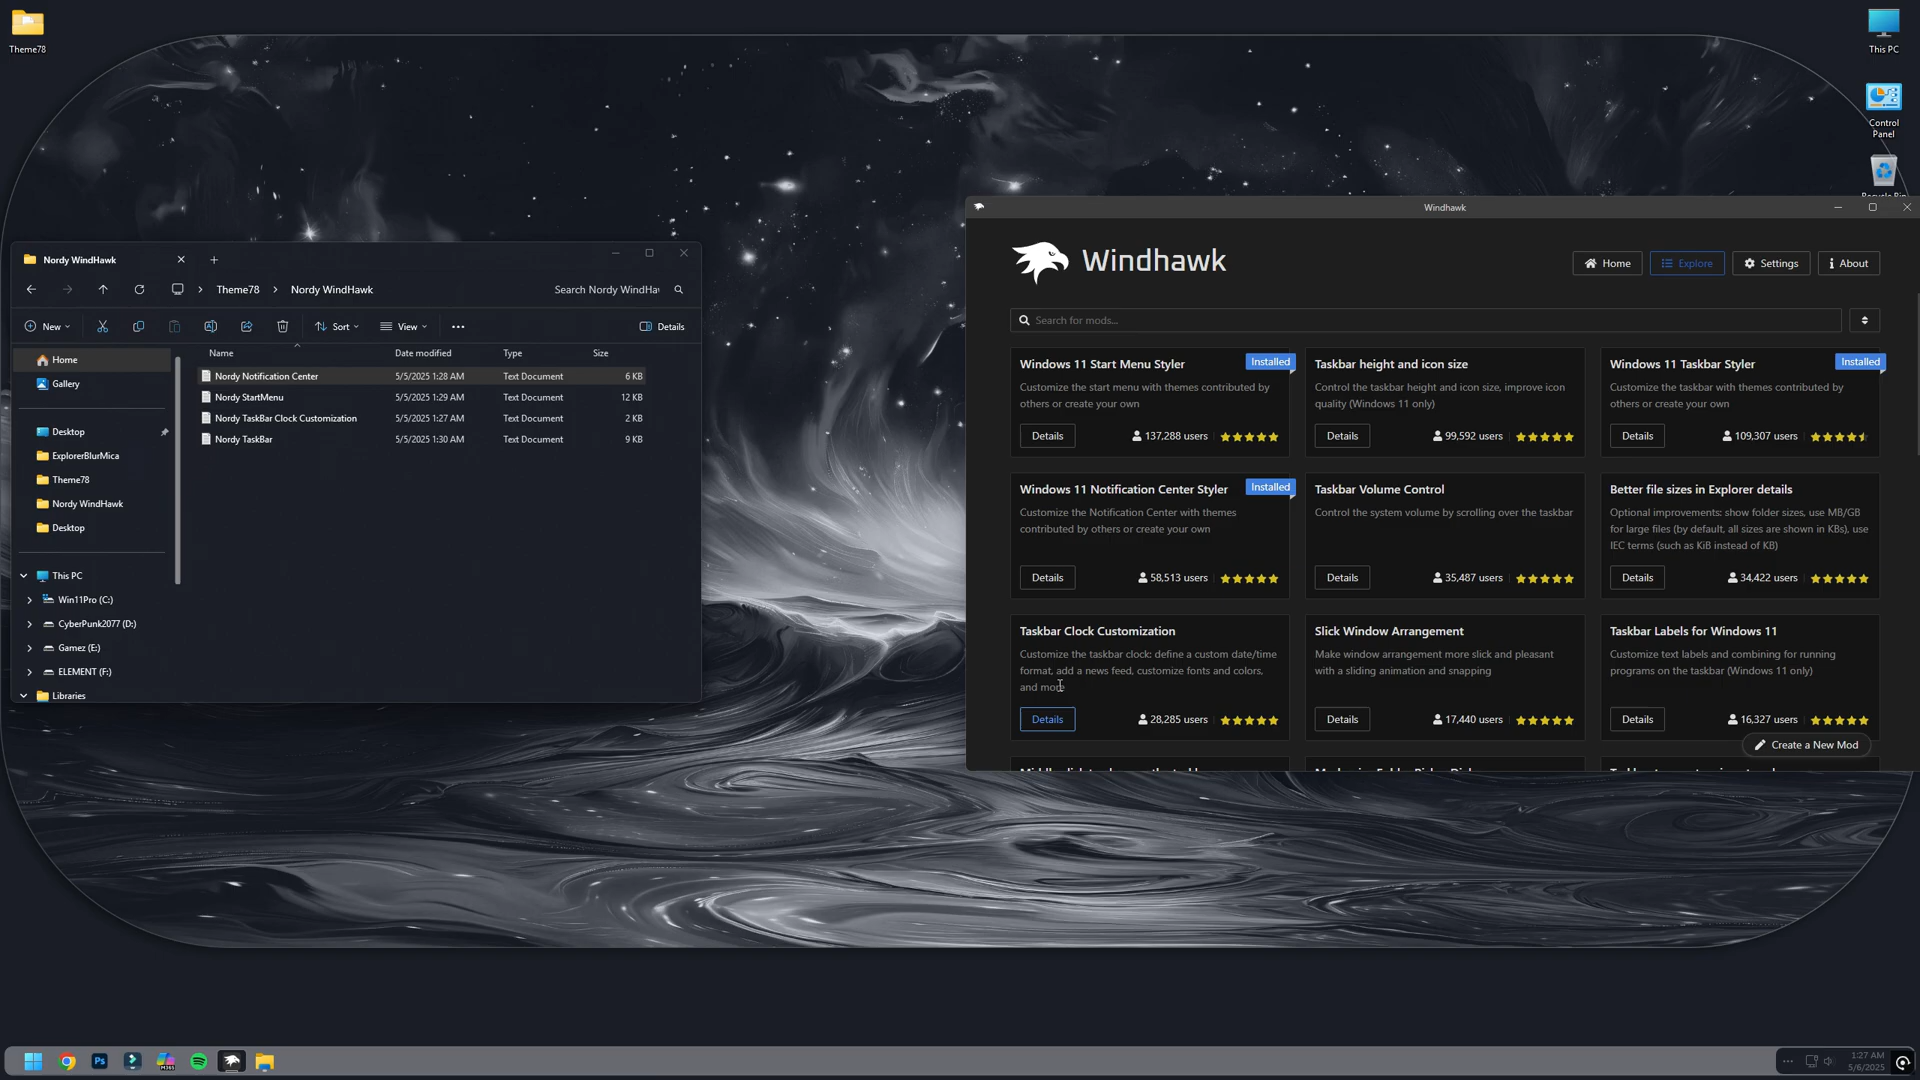 Theme78
This PC
Control
Panel
Nordy WindHawk
Theme78
Nordy WindHawk
Search Nordy WindHa
New
Sort
View
Details
Name
Date modified
Type
Size
Home
Gallery
Desktop
ExplorerBlurMica
Theme78
Nordy WindHawk
Desktop
This PC
Win11Pro (C:)
CyberPunk2077 (D:)
Gamez (E:)
ELEMENT (F:)
Libraries
Nordy Notification Center 5/5/2025 1:28 AM Text Document 6 KB
Nordy StartMenu 5/5/2025 1:29 AM Text Document 12 KB
Nordy TaskBar Clock Customization 5/5/2025 1:27 AM Text Document 2 KB
Nordy TaskBar 5/5/2025 1:30 AM Text Document 9 KB
Windhawk
Windhawk
Home
Explore
Settings
About
Search for mods...
Windows 11 Start Menu Styler
Installed
Customize the start menu with themes contributed by
others or create your own
Details
137,288 users
Taskbar height and icon size
Control the taskbar height and icon size, improve icon
quality (Windows 11 only)
Details
99,592 users
Windows 11 Taskbar Styler
Installed
Customize the taskbar with themes contributed by
others or create your own
Details
109,307 users
Windows 11 Notification Center Styler
Installed
Customize the Notification Center with themes
contributed by others or create your own
Details
58,513 users
Taskbar Volume Control
Control the system volume by scrolling over the taskbar
Details
35,487 users
Better file sizes in Explorer details
Optional improvements: show folder sizes, use MB/GB
for large files (by default, all sizes are shown in KBs), use
IEC terms (such as KiB instead of KB)
Details
34,422 users
Taskbar Clock Customization
Customize the taskbar clock: define a custom date/time
format, add a news feed, customize fonts and colors,
and more
Details
28,285 users
Slick Window Arrangement
Make window arrangement more slick and pleasant
with a sliding animation and snapping
Details
17,440 users
Taskbar Labels for Windows 11
Customize text labels and combining for running
programs on the taskbar (Windows 11 only)
Details
16,327 users
Create a New Mod
Ps
M365
1:27 AM
5/6/2025